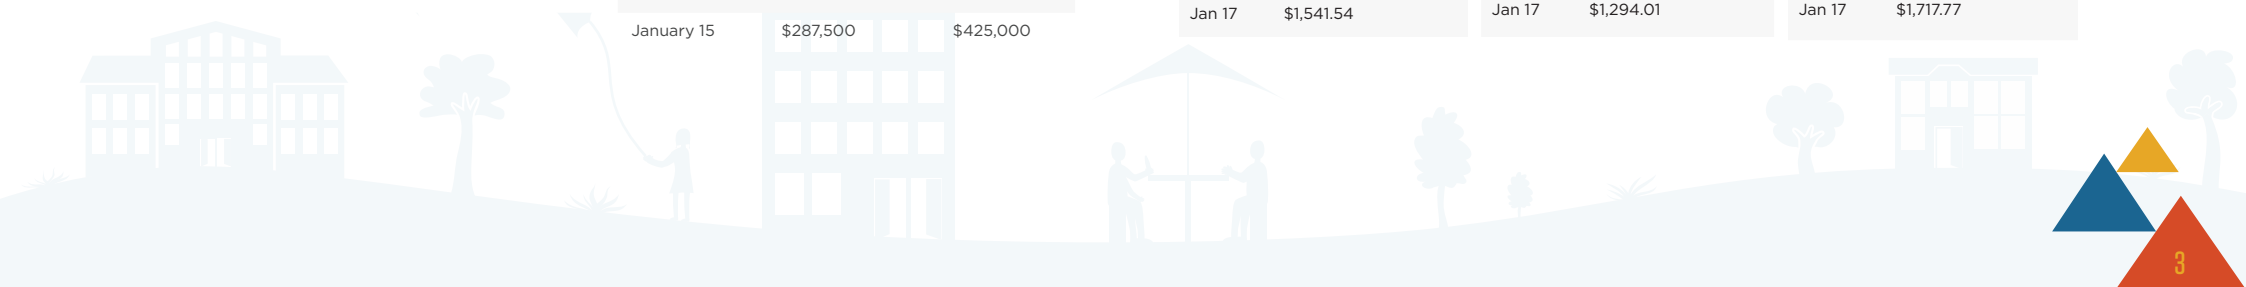 January 15 $287,500 $425,000
Jan 17 $1,541.54
Jan 17 $1,294.01
Jan 17 $1,717.77
3